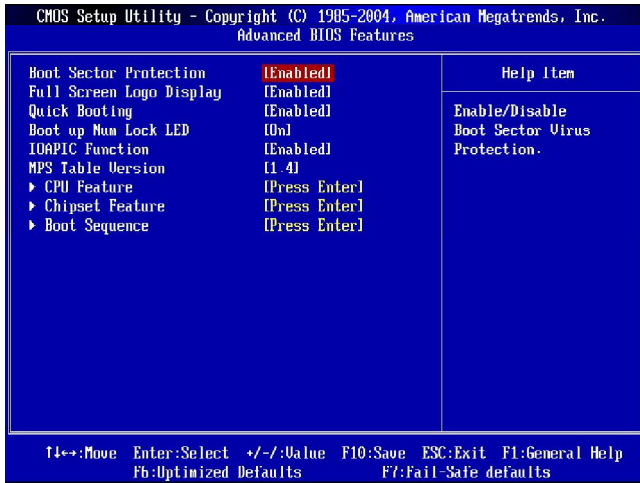 CMOS Setup Utility - Copyright (C) 1985-2004, American Megatrends, Inc.
Advanced BIOS Features
Boot Sector Protection [Enabled]
Full Screen Logo Display [Enabled]
Quick Booting [Enabled]
Boot up Num Lock LED [On]
IOAPIC Function [Enabled]
MPS Table Version [1.4]
▶ CPU Feature [Press Enter]
▶ Chipset Feature [Press Enter]
▶ Boot Sequence [Press Enter]
Help Item
Enable/Disable
Boot Sector Virus
Protection.
↑↓←→:Move Enter:Select +/-/:Value F10:Save ESC:Exit F1:General Help
F6:Optimized Defaults F7:Fail-Safe defaults